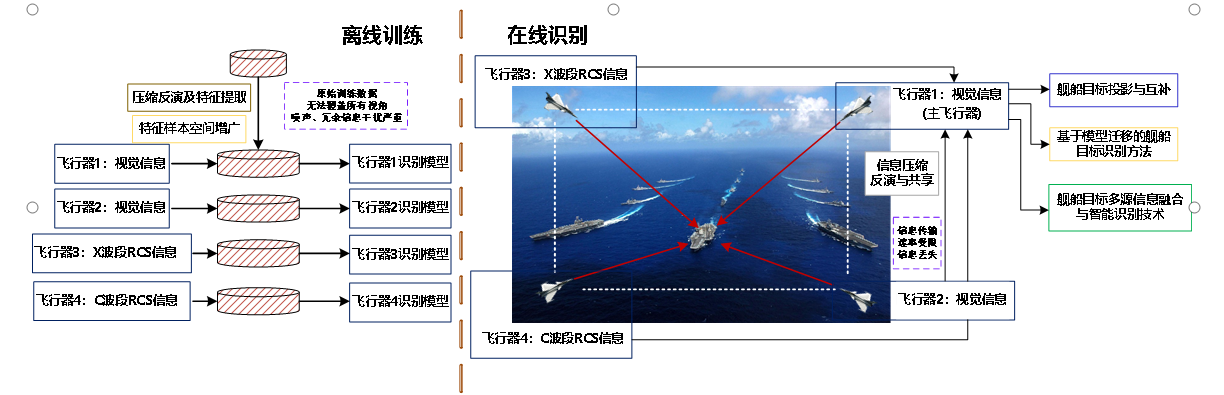 离线训练
压缩反演及特征提取
原始训练数据
无法覆盖所有视角
噪声、冗余信息干扰严重
特征样本空间增广
飞行器1：视觉信息
飞行器1识别模型
飞行器2：视觉信息
飞行器2识别模型
飞行器3：X波段RCS信息
飞行器3识别模型
飞行器4：C波段RCS信息
飞行器4识别模型
在线识别
飞行器3：X波段RCS信息
飞行器1：视觉信息
(主飞行器)
信息压缩
反演与共享
信息传输
速率受限
信息丢失
飞行器2：视觉信息
飞行器4：C波段RCS信息
舰船目标投影与互补
基于模型迁移的舰船
目标识别方法
舰船目标多源信息融合
与智能识别技术